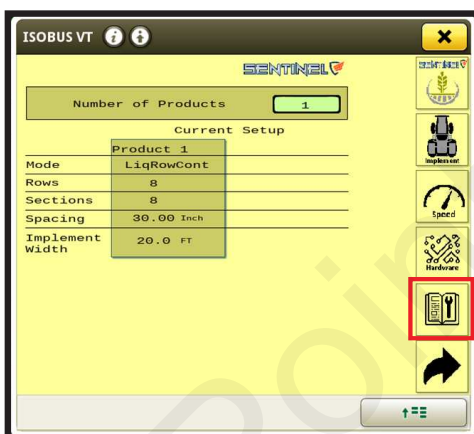 ISOBUS VT
SENTINEL
Number of Products 1
Current Setup
Product 1
Mode LiqRowCont
Rows 8
Sections 8
Spacing 30.00 Inch
Implement Width 20.0 FT
Implement
Speed
Hardware